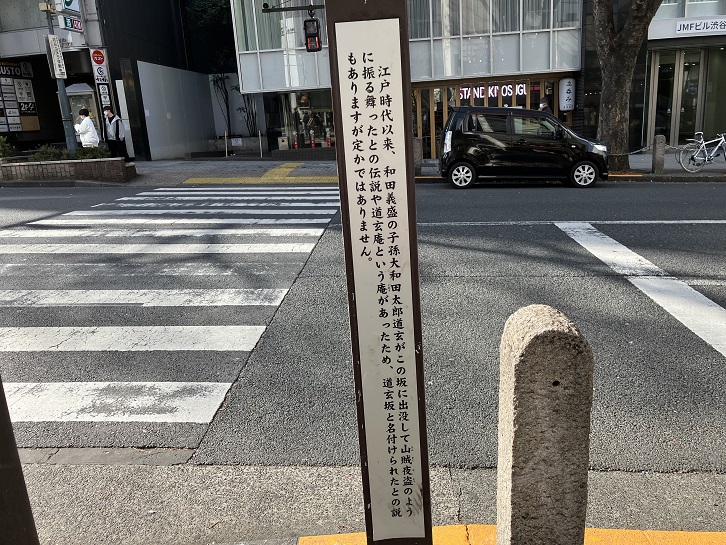 江戸時代以来、和田義盛の子孫大和田太郎道玄がこの坂に出没して山賊夜盗のよう
に振る舞ったとの伝説や道玄庵という庵があったため、道玄坂と名付けられたとの説
もありますが定かではありません。
STAND KINOSIGU
JMFビル渋谷